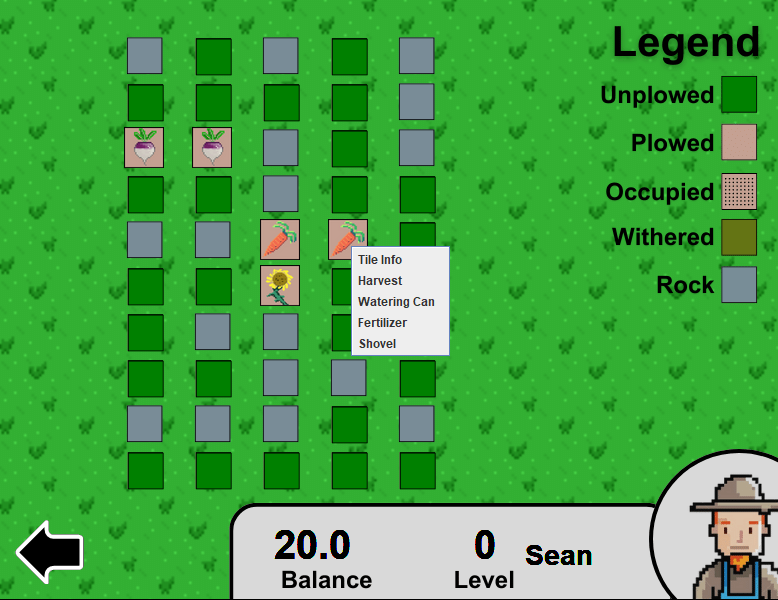 Legend
Unplowed
Plowed
Occupied
Withered
Rock
Tile Info
Harvest
Watering Can
Fertilizer
Shovel
20.0
Balance
0
Level
Sean